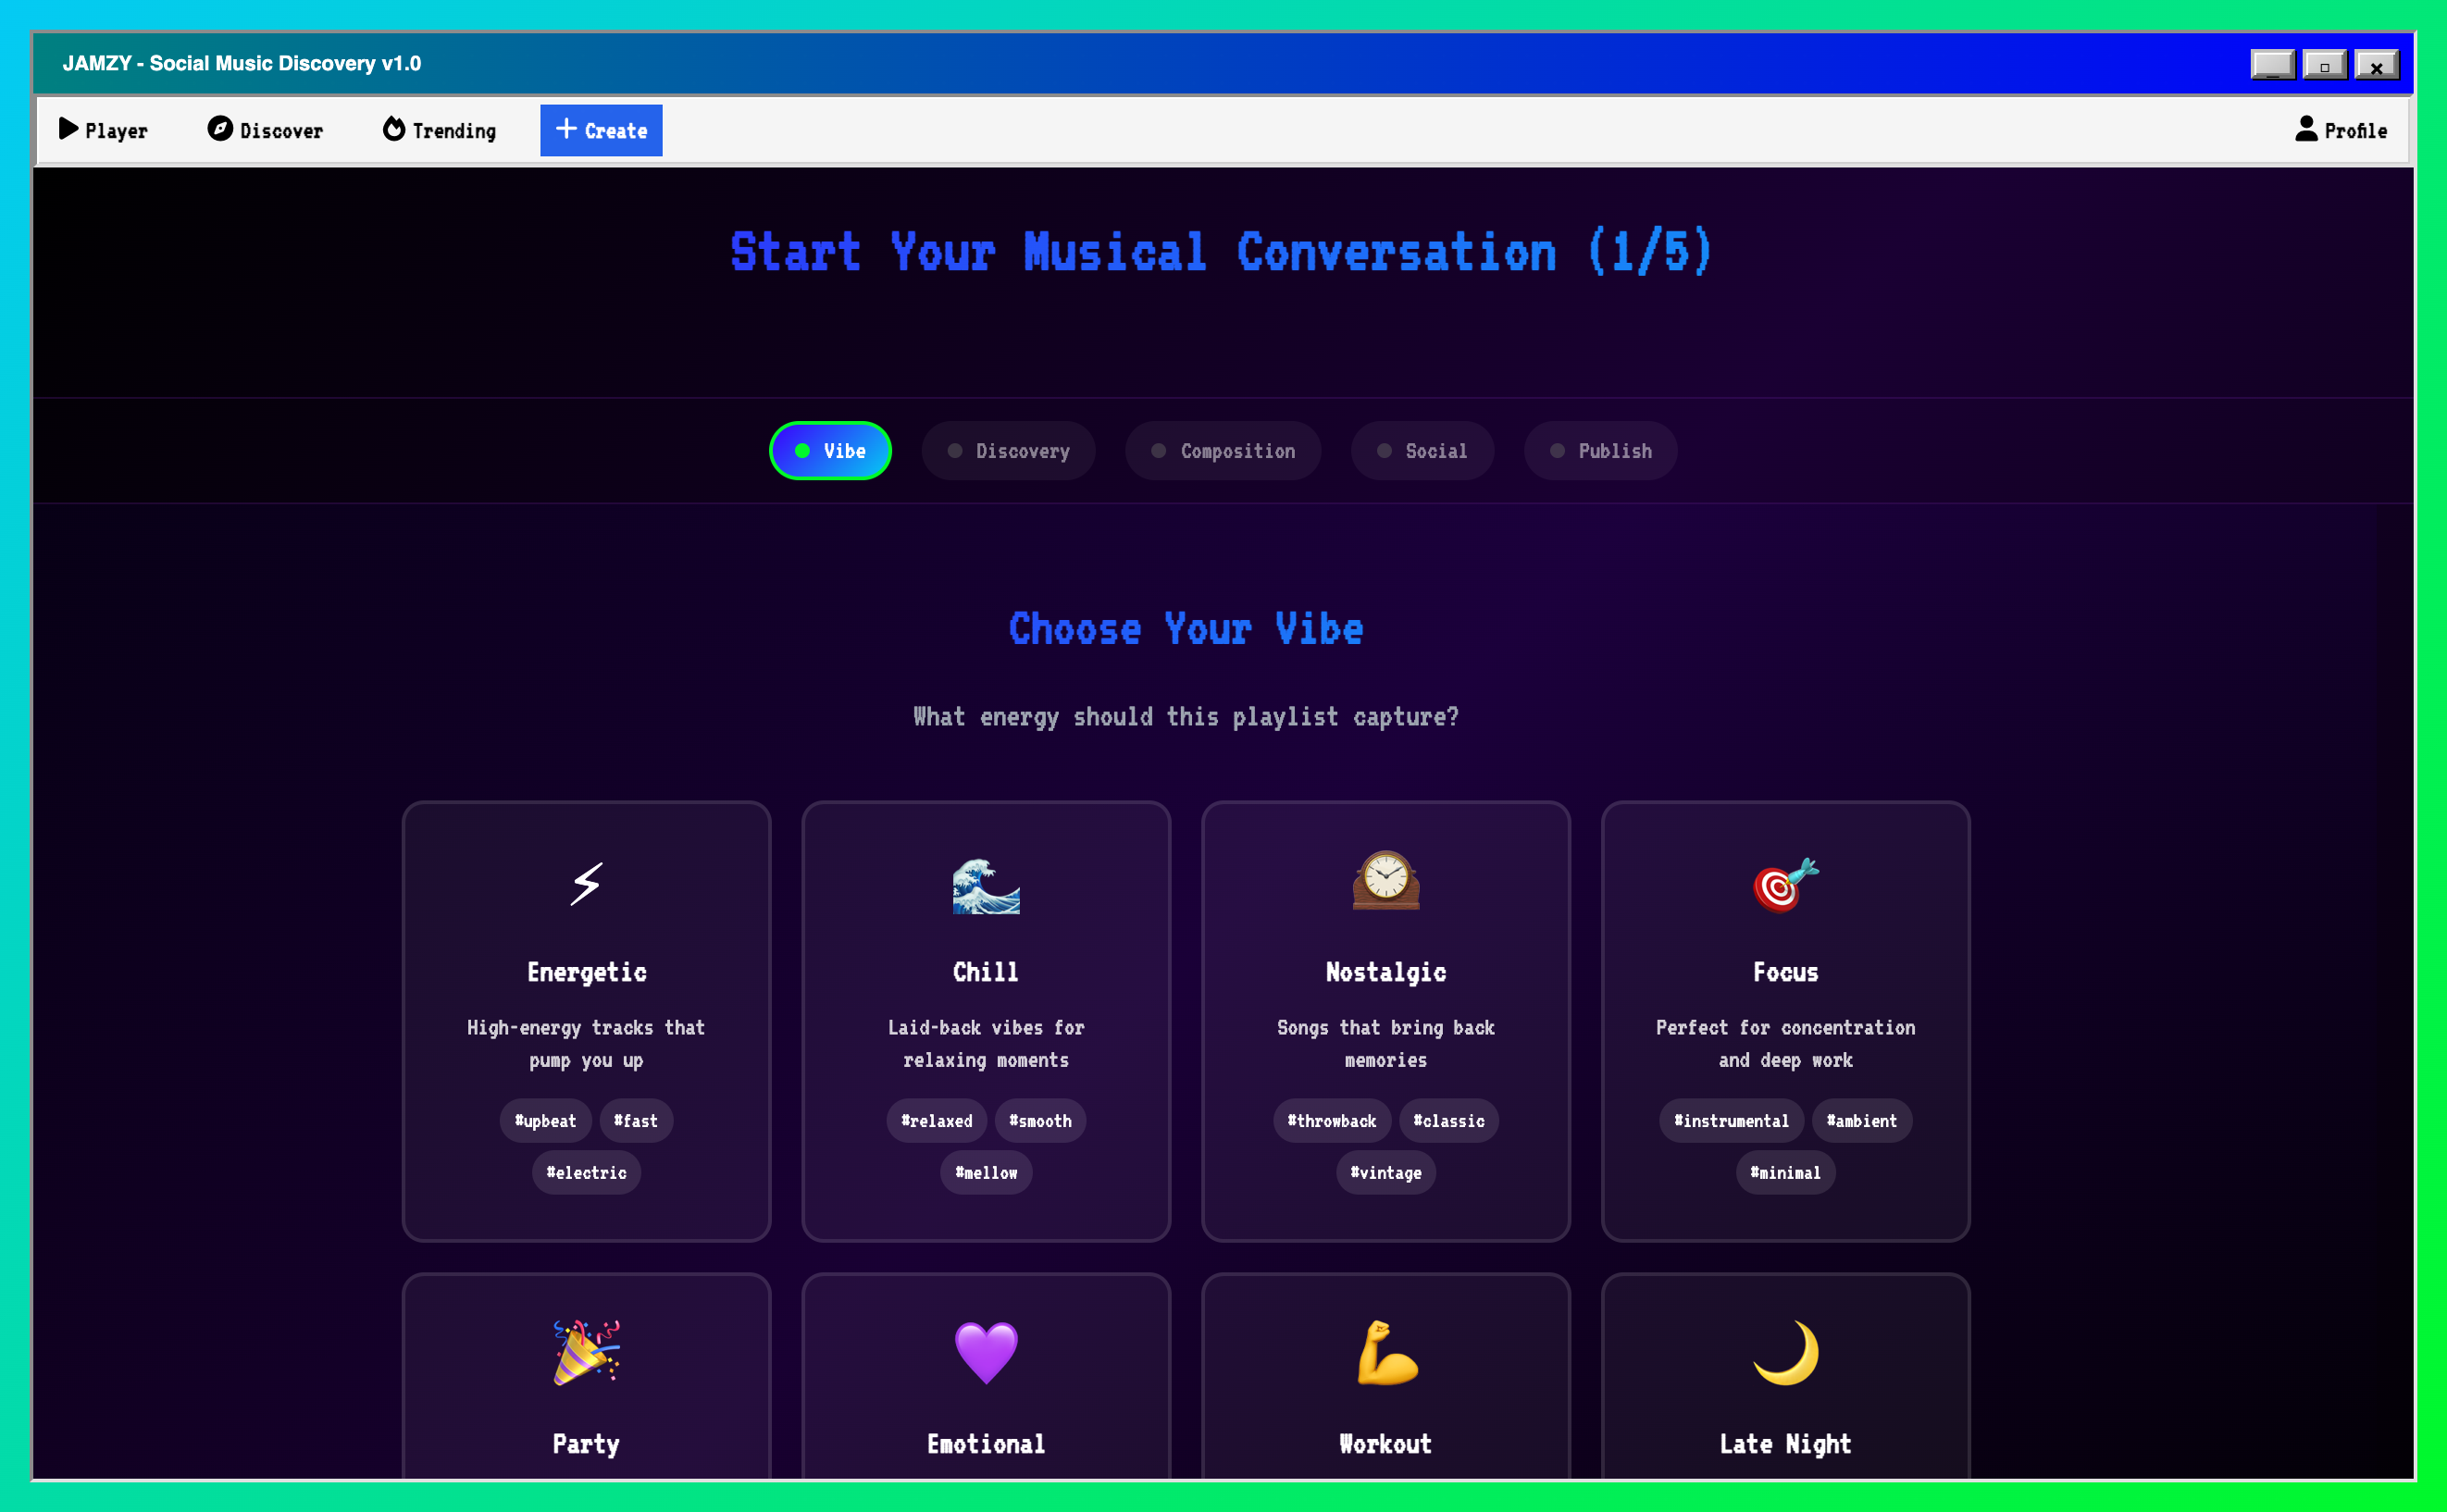 JAMZY - Social Music Discovery v1.0
Player Discover Trending Create Profile
Start Your Musical Conversation (1/5)
Vibe Discovery Composition Social Publish
Choose Your Vibe
What energy should this playlist capture?
Energetic
High-energy tracks that
pump you up
#upbeat #fast
#electric
Chill
Laid-back vibes for
relaxing moments
#relaxed #smooth
#mellow
Nostalgic
Songs that bring back
memories
#throwback #classic
#vintage
Focus
Perfect for concentration
and deep work
#instrumental #ambient
#minimal
Party
Emotional
Workout
Late Night